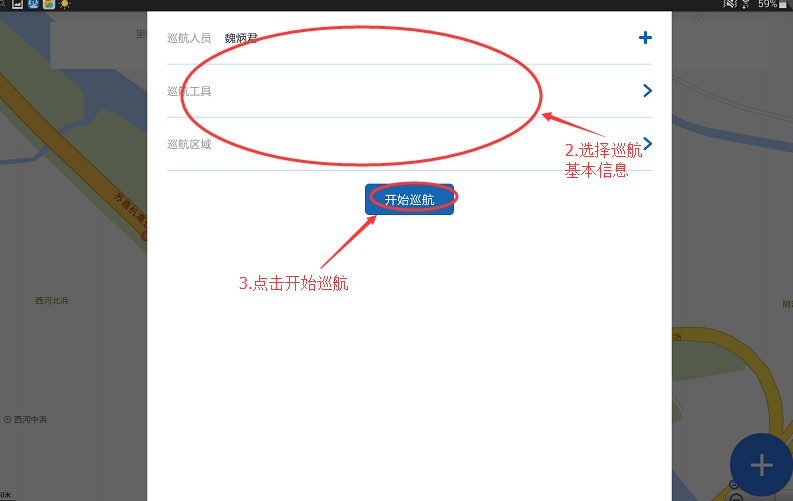 59%
巡航人员 魏炳君
巡航工具
巡航区域
2.选择巡航
基本信息
开始巡航
3.点击开始巡航
苏嘉杭高
西河北浜
路
西河中浜